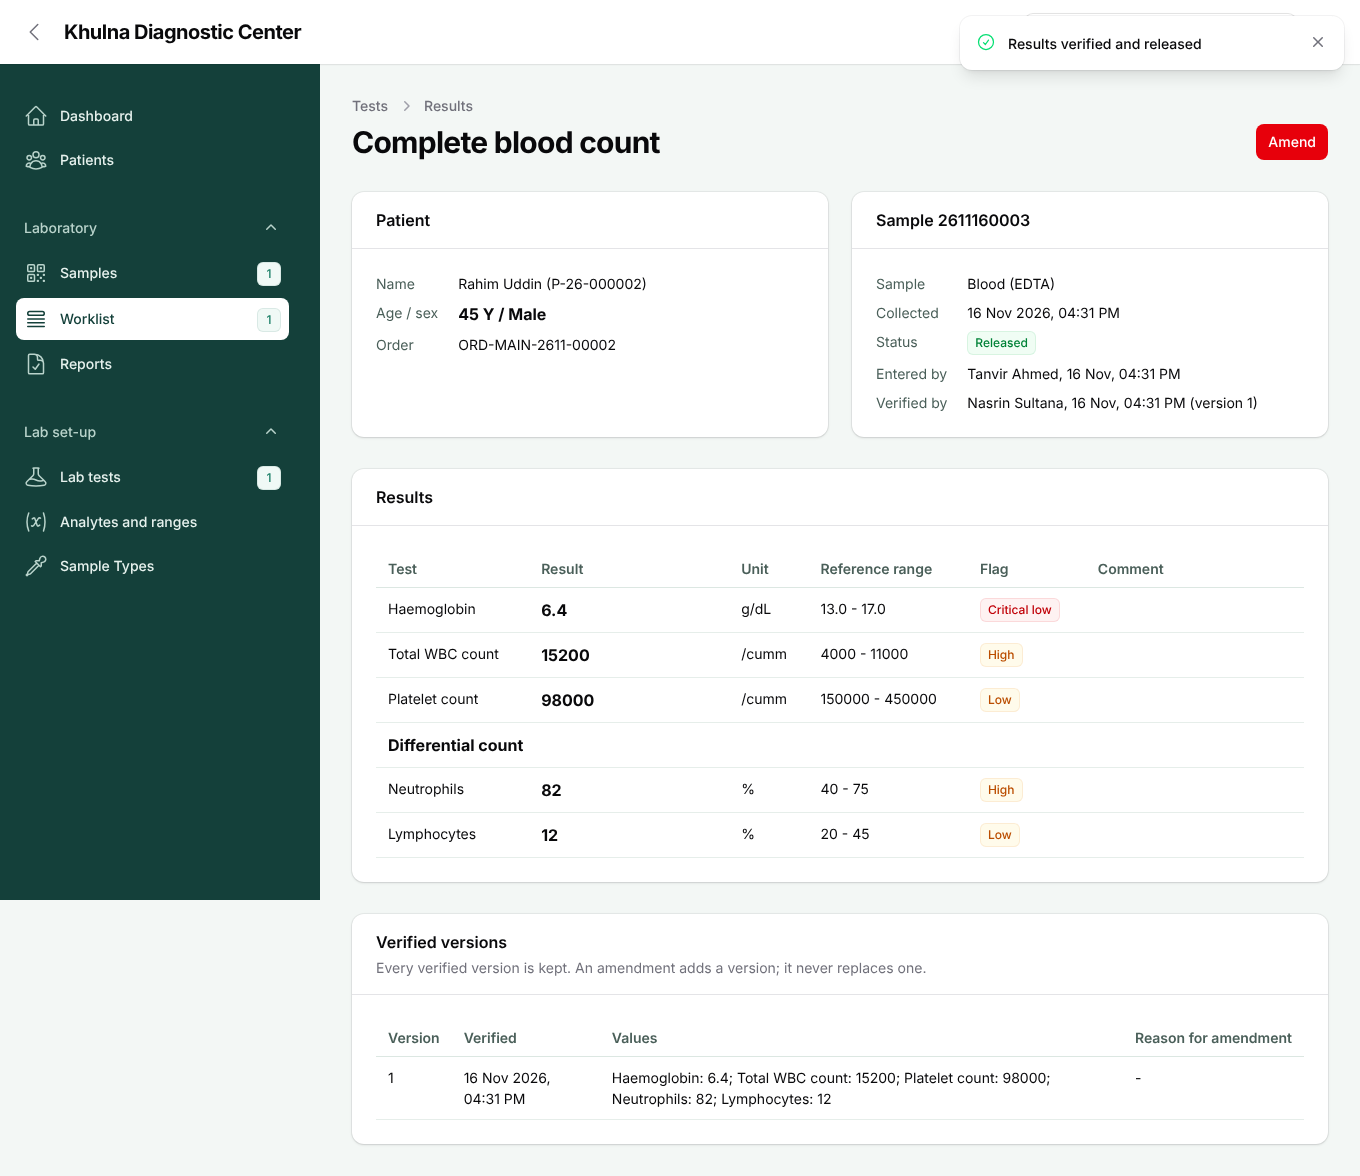 Khulna Diagnostic Center
Results verified and released
Dashboard
Patients
Laboratory
Samples 1
Worklist 1
Reports
Lab set-up
Lab tests 1
Analytes and ranges
Sample Types
Tests > Results
Complete blood count
Amend
Patient
Name Rahim Uddin (P-26-000002)
Age / sex 45 Y / Male
Order ORD-MAIN-2611-00002
Sample 2611160003
Sample Blood (EDTA)
Collected 16 Nov 2026, 04:31 PM
Status Released
Entered by Tanvir Ahmed, 16 Nov, 04:31 PM
Verified by Nasrin Sultana, 16 Nov, 04:31 PM (version 1)
Results
Test Result Unit Reference range Flag Comment
Haemoglobin 6.4 g/dL 13.0 - 17.0 Critical low
Total WBC count 15200 /cumm 4000 - 11000 High
Platelet count 98000 /cumm 150000 - 450000 Low
Differential count
Neutrophils 82 % 40 - 75 High
Lymphocytes 12 % 20 - 45 Low
Verified versions
Every verified version is kept. An amendment adds a version; it never replaces one.
Version Verified Values Reason for amendment
1 16 Nov 2026, 04:31 PM Haemoglobin: 6.4; Total WBC count: 15200; Platelet count: 98000; Neutrophils: 82; Lymphocytes: 12 -